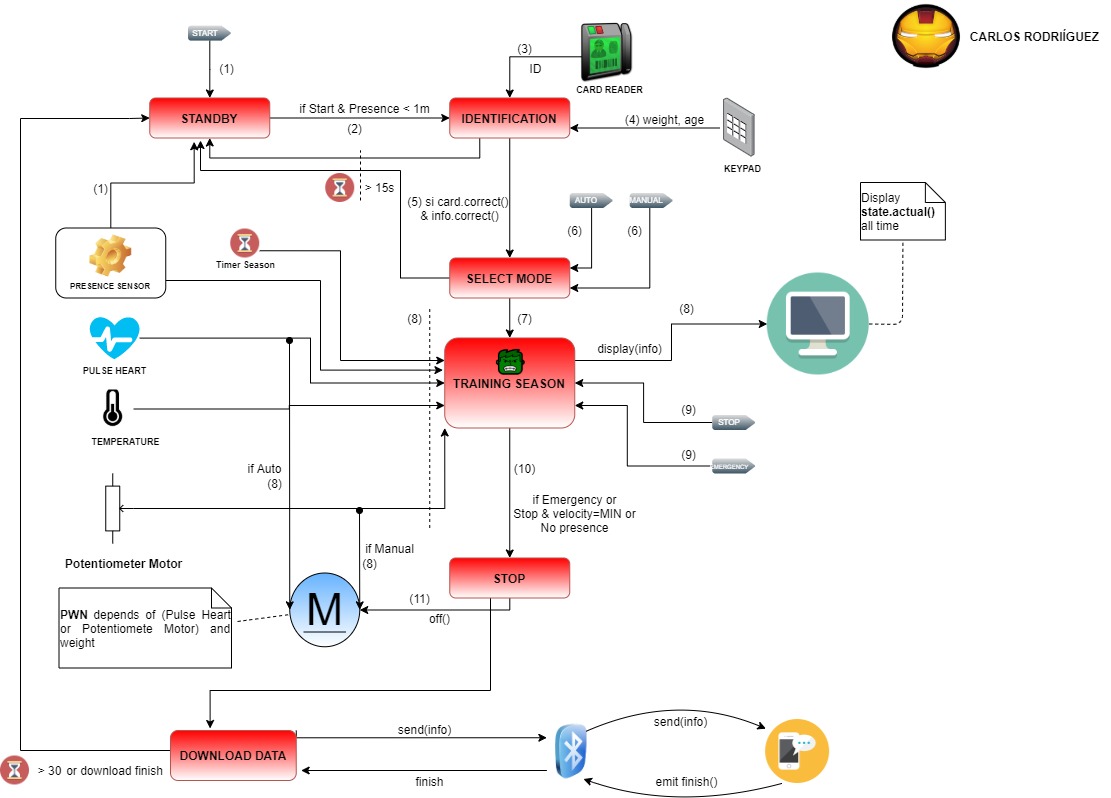 START
CARLOS RODRIÍGUEZ
(3)
ID
(1)
CARD READER
if Start & Presence < 1m
STANDBY
IDENTIFICATION
(4) weight, age
(2)
KEYPAD
(1)
> 15s
(5) si card.correct()
& info.correct()
AUTO
MANUAL
Display
state.actual()
all time
(6)
(6)
Timer Season
SELECT MODE
PRESENCE SENSOR
(8)
(7)
(8)
display(info)
PULSE HEART
TRAINING SEASON
(9)
STOP
TEMPERATURE
(9)
MERGENCY
if Auto
(8)
(10)
if Emergency or
Stop & velocity=MIN or
No presence
if Manual
(8)
Potentiometer Motor
STOP
(11)
off()
M
PWN depends of (Pulse Heart
or Potentiomete Motor) and
weight
send(info)
send(info)
DOWNLOAD DATA
> 30 or download finish
finish
emit finish()